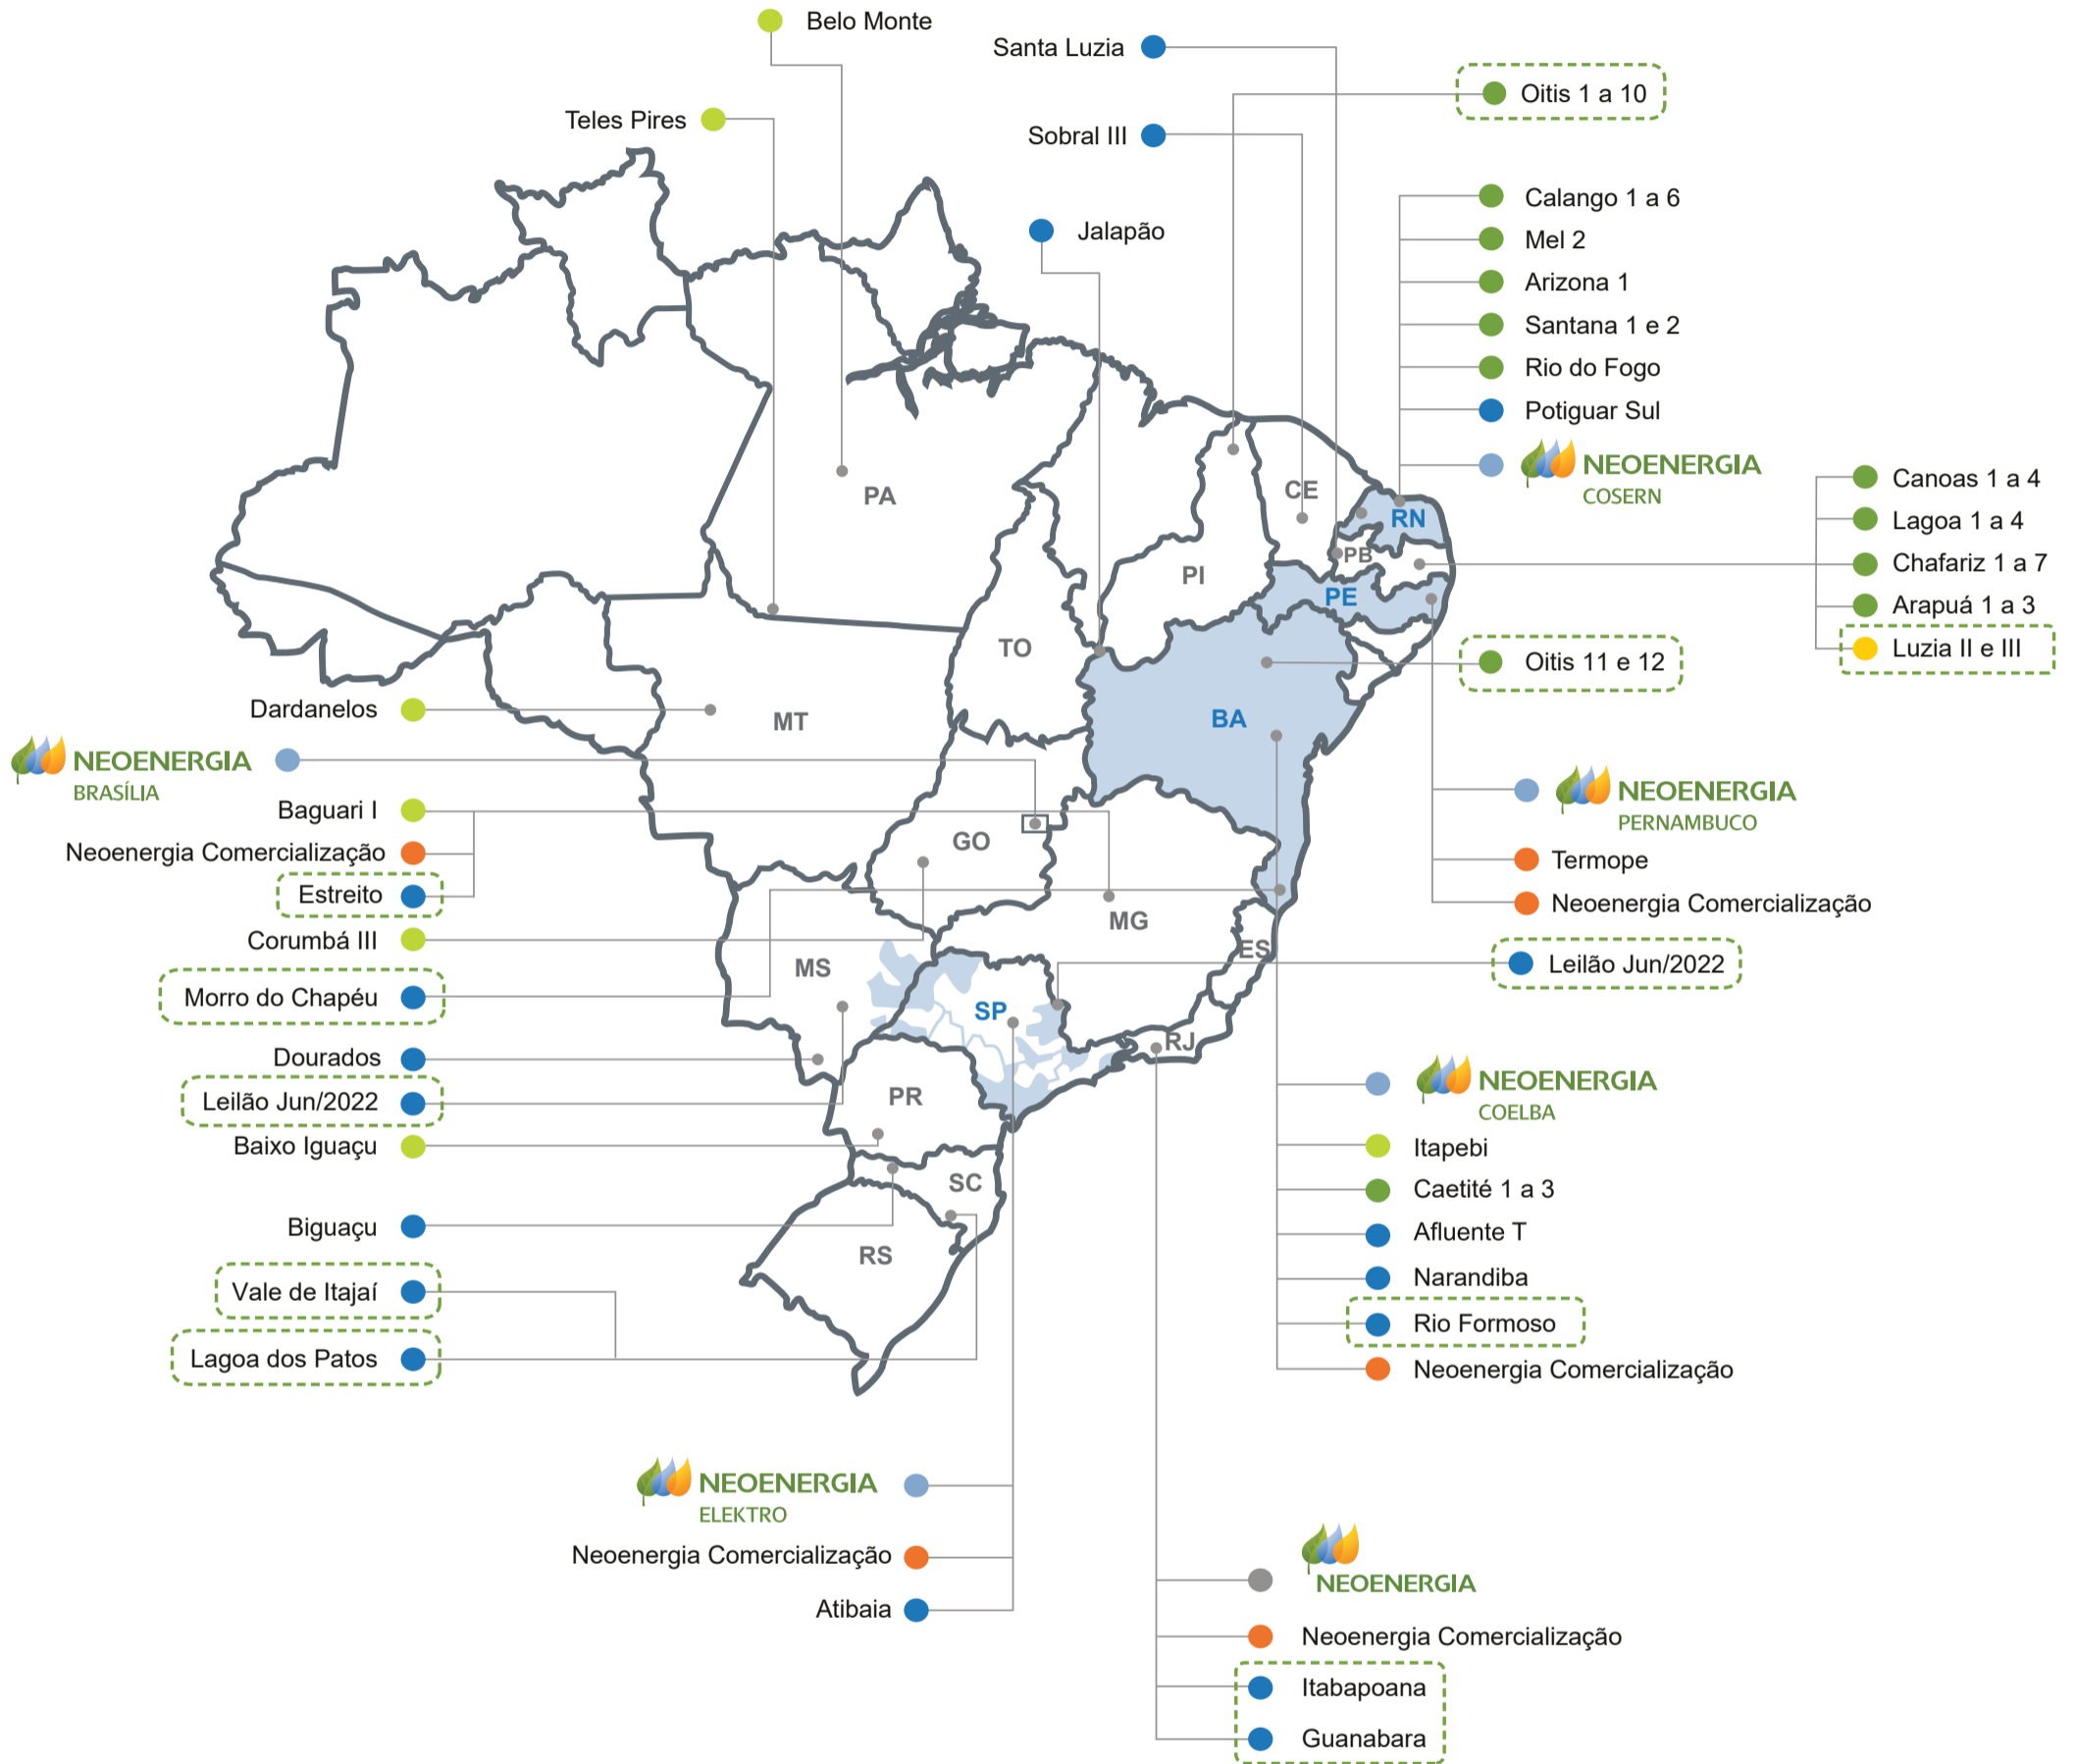 Belo Monte
Santa Luzia
Oitis 1 a 10
Teles Pires
Sobral III
Calango 1 a 6
Jalapão
Mel 2
Arizona 1
Santana 1 e 2
Rio do Fogo
Potiguar Sul
NEOENERGIA
COSERN
Canoas 1 a 4
Lagoa 1 a 4
Chafariz 1 a 7
Arapuá 1 a 3
Luzia II e III
PA
CE
RN
PB
PI
PE
TO
Oitis 11 e 12
MT
BA
Dardanelos
NEOENERGIA
BRASÍLIA
Baguari I
Neoenergia Comercialização
Estreito
Corumbá III
Morro do Chapéu
Dourados
Leilão Jun/2022
Baixo Iguaçu
Biguaçu
Vale de Itajaí
Lagoa dos Patos
GO
MG
ES
MS
SP
RJ
PR
SC
RS
NEOENERGIA
PERNAMBUCO
Termope
Neoenergia Comercialização
Leilão Jun/2022
NEOENERGIA
COELBA
Itapebi
Caetité 1 a 3
Afluente T
Narandiba
Rio Formoso
Neoenergia Comercialização
NEOENERGIA
ELEKTRO
Neoenergia Comercialização
Atibaia
NEOENERGIA
Neoenergia Comercialização
Itabapoana
Guanabara